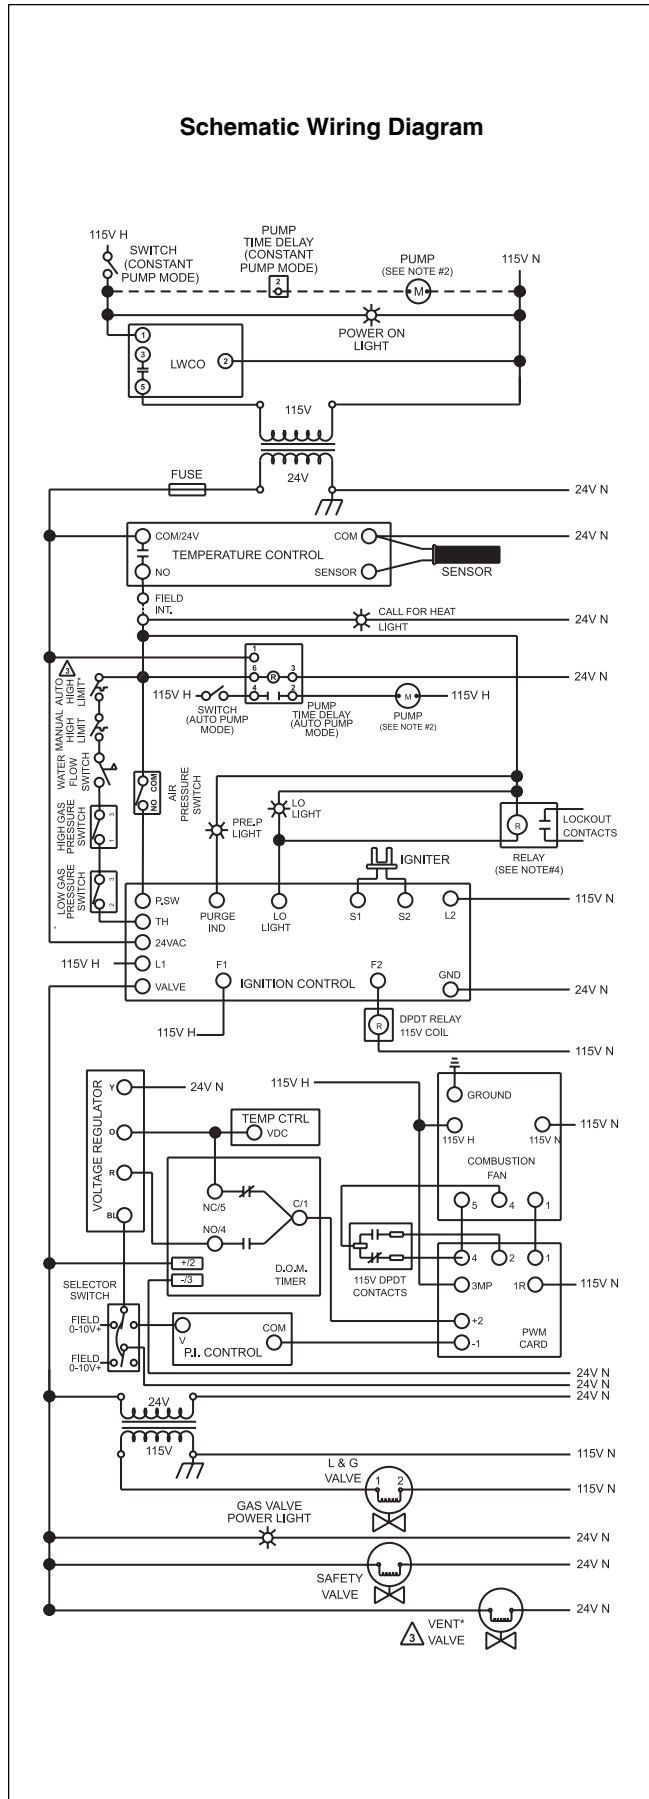 Schematic Wiring Diagram
115V H
SWITCH
(CONSTANT
PUMP MODE)
PUMP
TIME DELAY
(CONSTANT
PUMP MODE)
2
PUMP
(SEE NOTE #2)
M
115V N
POWER ON
LIGHT
1
3
5
LWCO
2
115V
24V
FUSE
24V N
COM/24V
NO
TEMPERATURE CONTROL
COM
SENSOR
SENSOR
24V N
FIELD
INT.
CALL FOR HEAT
LIGHT
24V N
1
6
R
3
4
2
24V N
115V H
SWITCH
(AUTO PUMP
MODE)
PUMP
TIME DELAY
(AUTO PUMP
MODE)
M
PUMP
(SEE NOTE #2)
115V H
3
AUTO
HIGH
LIMIT*
MANUAL
HIGH
LIMIT
WATER
FLOW
SWITCH
HIGH GAS
PRESSURE
SWITCH
3
1
LOW GAS
PRESSURE
SWITCH
3
2
NO COM
AIR
PRESSURE
SWITCH
PRE.P
LIGHT
LO
LIGHT
IGNITER
R
LOCKOUT
CONTACTS
RELAY
(SEE NOTE#4)
P.SW
TH
24VAC
115V H
L1
VALVE
PURGE
IND
LO
LIGHT
S1
S2
L2
115V N
F1
IGNITION CONTROL
F2
GND
24V N
115V H
R
DPDT RELAY
115V COIL
115V N
VOLTAGE REGULATOR
Y
O
R
BL
24V N
115V H
TEMP CTRL
VDC
NC/5
NO/4
C/1
D.O.M.
TIMER
+/2
-/3
GROUND
115V H
115V N
115V N
COMBUSTION
FAN
5
4
1
115V DPDT
CONTACTS
4
2
1
3MP
1R
115V N
+2
-1
PWM
CARD
SELECTOR
SWITCH
FIELD
0-10V+
FIELD
0-10V+
V
COM
P.I. CONTROL
24V N
24V N
24V N
24V
115V
115V N
L & G
VALVE
1
2
115V N
GAS VALVE
POWER LIGHT
24V N
SAFETY
VALVE
24V N
3
VENT*
VALVE
24V N